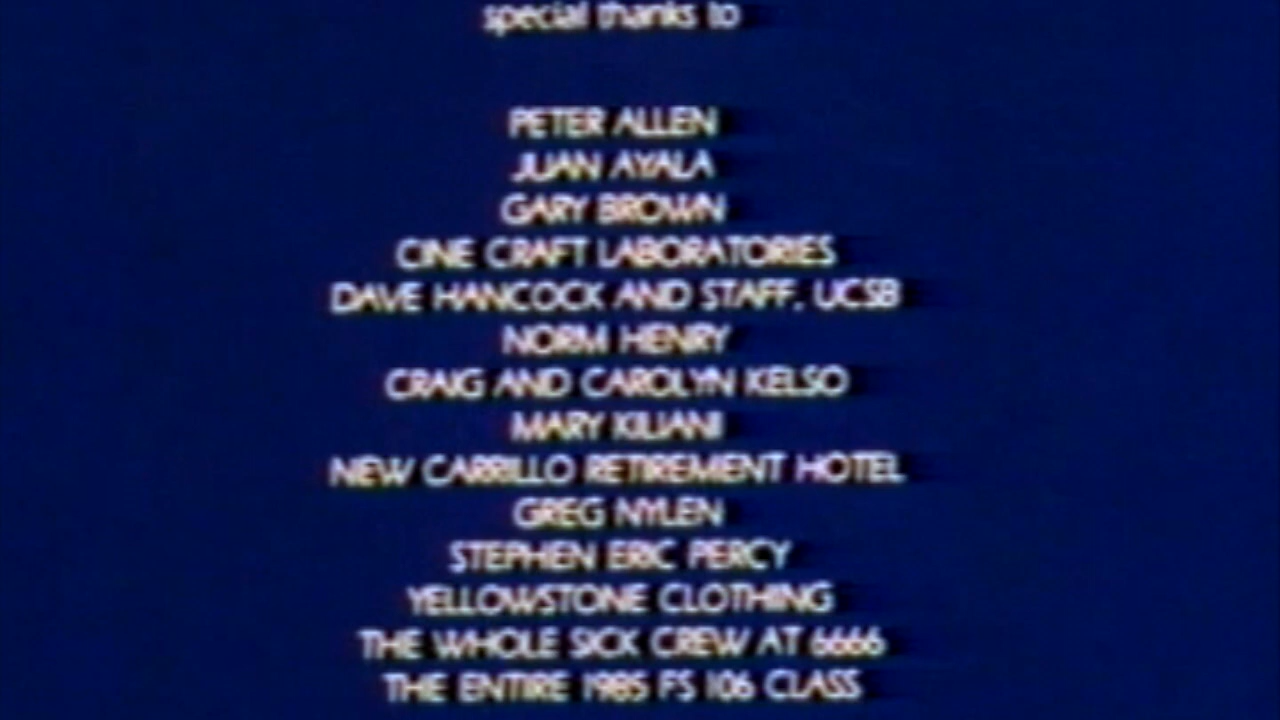 special thanks to
PETER ALLEN
JUAN AYALA
GARY BROWN
CINE CRAFT LABORATORIES
DAVE HANCOCK AND STAFF, UCSB
NORM HENRY
CRAIG AND CAROLYN KELSO
MARY KILIANI
NEW CARRILLO RETIREMENT HOTEL
GREG NYLEN
STEPHEN ERIC PERCY
YELLOWSTONE CLOTHING
THE WHOLE SICK CREW AT 6666
THE ENTIRE 1985 FS 106 CLASS